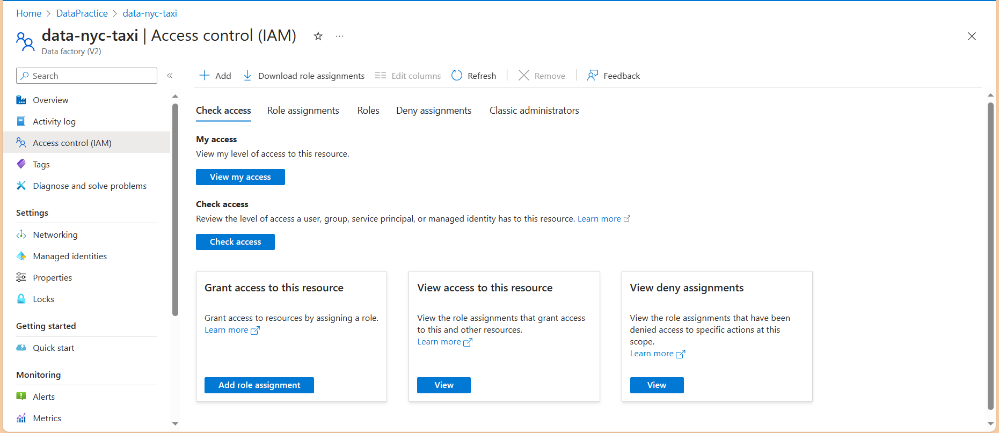 Home > DataPractice > data-nyc-taxi
data-nyc-taxi | Access control (IAM)
Data factory (V2)
Search
Overview
Activity log
Access control (IAM)
Tags
Diagnose and solve problems
Settings
Networking
Managed identities
Properties
Locks
Getting started
Quick start
Monitoring
Alerts
Metrics
Add Download role assignments Edit columns Refresh Remove Feedback
Check access Role assignments Roles Deny assignments Classic administrators
My access
View my level of access to this resource.
View my access
Check access
Review the level of access a user, group, service principal, or managed identity has to this resource. Learn more
Check access
Grant access to this resource
Grant access to resources by assigning a role.
Learn more
Add role assignment
View access to this resource
View the role assignments that grant access
to this and other resources.
Learn more
View
View deny assignments
View the role assignments that have been
denied access to specific actions at this
scope.
Learn more
View